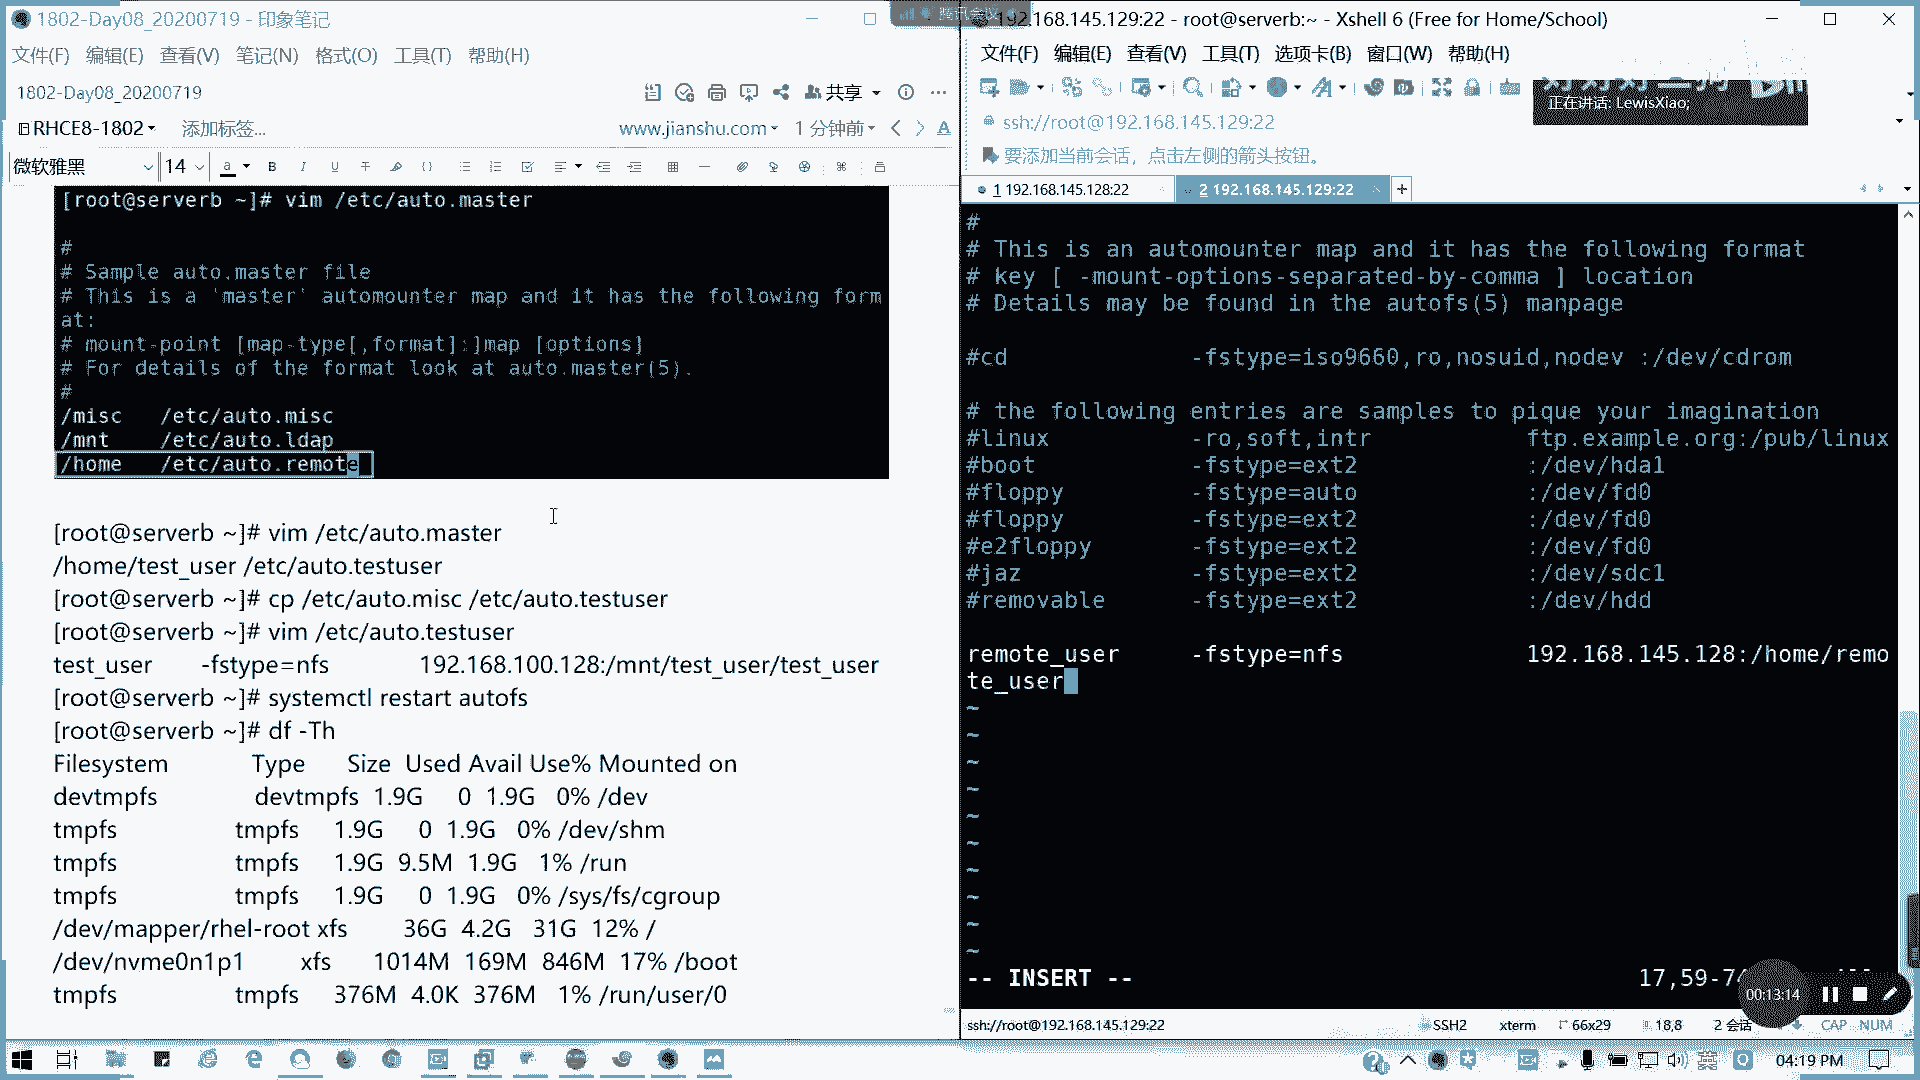 1802-Day08_20200719 - 印象笔记
文件(F) 编辑(E) 查看(V) 笔记(N) 格式(O) 工具(T) 帮助(H)
1802-Day08_20200719
共享
RHCE8-1802
添加标签...
www.jianshu.com
1 分钟前
微软雅黑
14
[root@serverb ~]# vim /etc/auto.master
#
# Sample auto.master file
# This is a 'master' automounter map and it has the following form
at:
# mount-point [map-type[,format]:]map [options]
# For details of the format look at auto.master(5).
#
/misc /etc/auto.misc
/mnt /etc/auto.ldap
/home /etc/auto.remote
[root@serverb ~]# vim /etc/auto.master
/home/test_user /etc/auto.testuser
[root@serverb ~]# cp /etc/auto.misc /etc/auto.testuser
[root@serverb ~]# vim /etc/auto.testuser
test_user -fstype=nfs 192.168.100.128:/mnt/test_user/test_user
[root@serverb ~]# systemctl restart autofs
[root@serverb ~]# df -Th
Filesystem Type Size Used Avail Use% Mounted on
devtmpfs devtmpfs 1.9G 0 1.9G 0% /dev
tmpfs tmpfs 1.9G 0 1.9G 0% /dev/shm
tmpfs tmpfs 1.9G 9.5M 1.9G 1% /run
tmpfs tmpfs 1.9G 0 1.9G 0% /sys/fs/cgroup
/dev/mapper/rhel-root xfs 36G 4.2G 31G 12% /
/dev/nvme0n1p1 xfs 1014M 169M 846M 17% /boot
tmpfs tmpfs 376M 4.0K 376M 1% /run/user/0
腾讯会议
192.168.145.129:22 - root@serverb:~ - Xshell 6 (Free for Home/School)
文件(F) 编辑(E) 查看(V) 工具(T) 选项卡(B) 窗口(W) 帮助(H)
正在讲话: LewisXiao;
ssh://root@192.168.145.129:22
要添加当前会话，点击左侧的箭头按钮。
1 192.168.145.128:22
2 192.168.145.129:22
#
# This is an automounter map and it has the following format
# key [ -mount-options-separated-by-comma ] location
# Details may be found in the autofs(5) manpage
#cd -fstype=iso9660,ro,nosuid,nodev :/dev/cdrom
# the following entries are samples to pique your imagination
#linux -ro,soft,intr ftp.example.org:/pub/linux
#boot -fstype=ext2 :/dev/hda1
#floppy -fstype=auto :/dev/fd0
#floppy -fstype=ext2 :/dev/fd0
#e2floppy -fstype=ext2 :/dev/fd0
#jaz -fstype=ext2 :/dev/sdc1
#removable -fstype=ext2 :/dev/hdd
remote_user -fstype=nfs 192.168.145.128:/home/remo
te_user
~
~
~
~
~
~
~
~
~
~
-- INSERT --
00:13:14
ssh://root@192.168.145.129:22
SSH2
xterm
66x29
18,8
2 会话
CAP NUM
04:19 PM